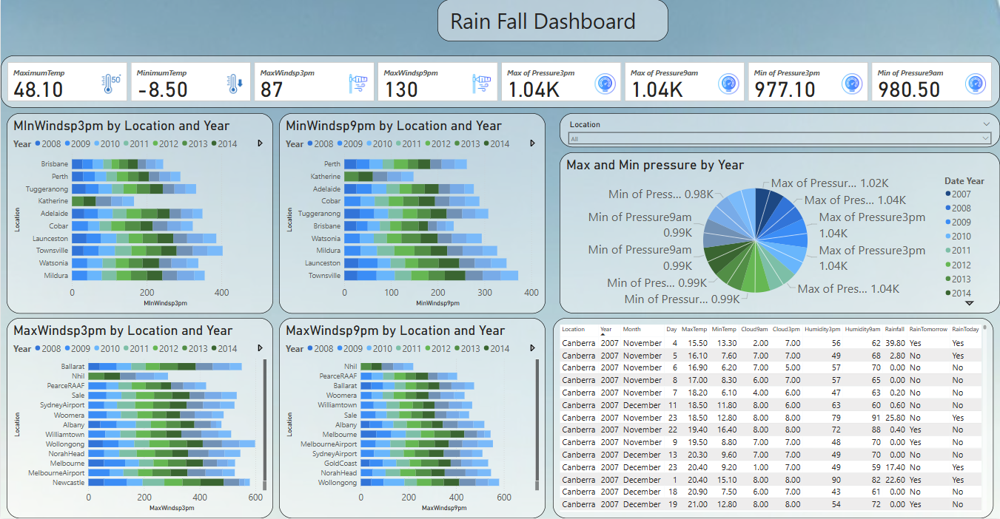 Rain Fall Dashboard
MaximumTemp
48.10
50°
MinimumTemp
-8.50
MaxWindsp3pm
87
MaxWindsp9pm
130
Max of Pressure3pm
1.04K
Max of Pressure9am
1.04K
Min of Pressure3pm
977.10
Min of Pressure9am
980.50
MInWindsp3pm by Location and Year
Year 2008 2009 2010 2011 2012 2013 2014
Location
Brisbane
Perth
Tuggeranong
Katherine
Adelaide
Cobar
Launceston
Townsville
Watsonia
Mildura
0 200 400
MInWindsp3pm
MinWindsp9pm by Location and Year
Year 2008 2009 2010 2011 2012 2013 2014
Location
Perth
Katherine
Adelaide
Cobar
Tuggeranong
Brisbane
Watsonia
Mildura
Launceston
Townsville
0 100 200 300 400
MinWindsp9pm
Location
All
Max and Min pressure by Year
Max of Pressur... 1.02K
Max of Pres... 1.04K
Max of Pressure3pm
1.04K
Max of Pressure3pm
1.04K
Max of Pres... 1.04K
Min of Pressur... 0.99K
Min of Pres... 0.99K
Min of Pressure9am
0.99K
Min of Pressure9am
0.99K
Min of Press... 0.98K
Date Year
2007
2008
2009
2010
2011
2012
2013
2014
MaxWindsp3pm by Location and Year
Year 2008 2009 2010 2011 2012 2013 2014
Location
Ballarat
Nhil
PearceRAAF
Sale
SydneyAirport
Woomera
Albany
Williamtown
Wollongong
NorahHead
Melbourne
MelbourneAirport
Newcastle
0 200 400 600
MaxWindsp3pm
MaxWindsp9pm by Location and Year
Year 2008 2009 2010 2011 2012 2013 2014
Location
Nhil
PearceRAAF
Ballarat
Woomera
Williamtown
Sale
Albany
Melbourne
MelbourneAirport
SydneyAirport
GoldCoast
NorahHead
Wollongong
0 200 400 600
MaxWindsp9pm
Location Year Month Day MaxTemp MinTemp Cloud9am Cloud3pm Humidity3pm Humidity9am Rainfall RainTomorrow RainToday
Canberra 2007 November 4 15.50 13.30 2.00 7.00 56 62 39.80 Yes Yes
Canberra 2007 November 5 16.10 7.60 7.00 7.00 49 68 2.80 No Yes
Canberra 2007 November 6 16.90 6.20 7.00 5.00 57 70 0.00 No No
Canberra 2007 November 8 17.00 8.30 6.00 7.00 57 65 0.00 No No
Canberra 2007 November 7 18.20 6.10 4.00 6.00 47 63 0.20 No No
Canberra 2007 December 11 18.50 11.80 8.00 6.00 63 60 0.60 No No
Canberra 2007 November 23 18.50 12.80 8.00 8.00 79 91 25.80 No Yes
Canberra 2007 November 22 19.40 16.40 8.00 8.00 72 88 0.40 Yes No
Canberra 2007 November 9 19.50 8.80 7.00 7.00 48 70 0.00 Yes No
Canberra 2007 December 13 20.30 9.60 7.00 7.00 49 70 0.00 No No
Canberra 2007 December 23 20.40 9.20 1.00 7.00 49 59 17.40 No Yes
Canberra 2007 December 1 20.40 15.10 8.00 8.00 90 82 22.60 Yes Yes
Canberra 2007 December 18 20.90 7.50 6.00 7.00 43 61 0.00 No No
Canberra 2007 December 19 21.00 12.80 8.00 8.00 54 72 0.00 Yes No